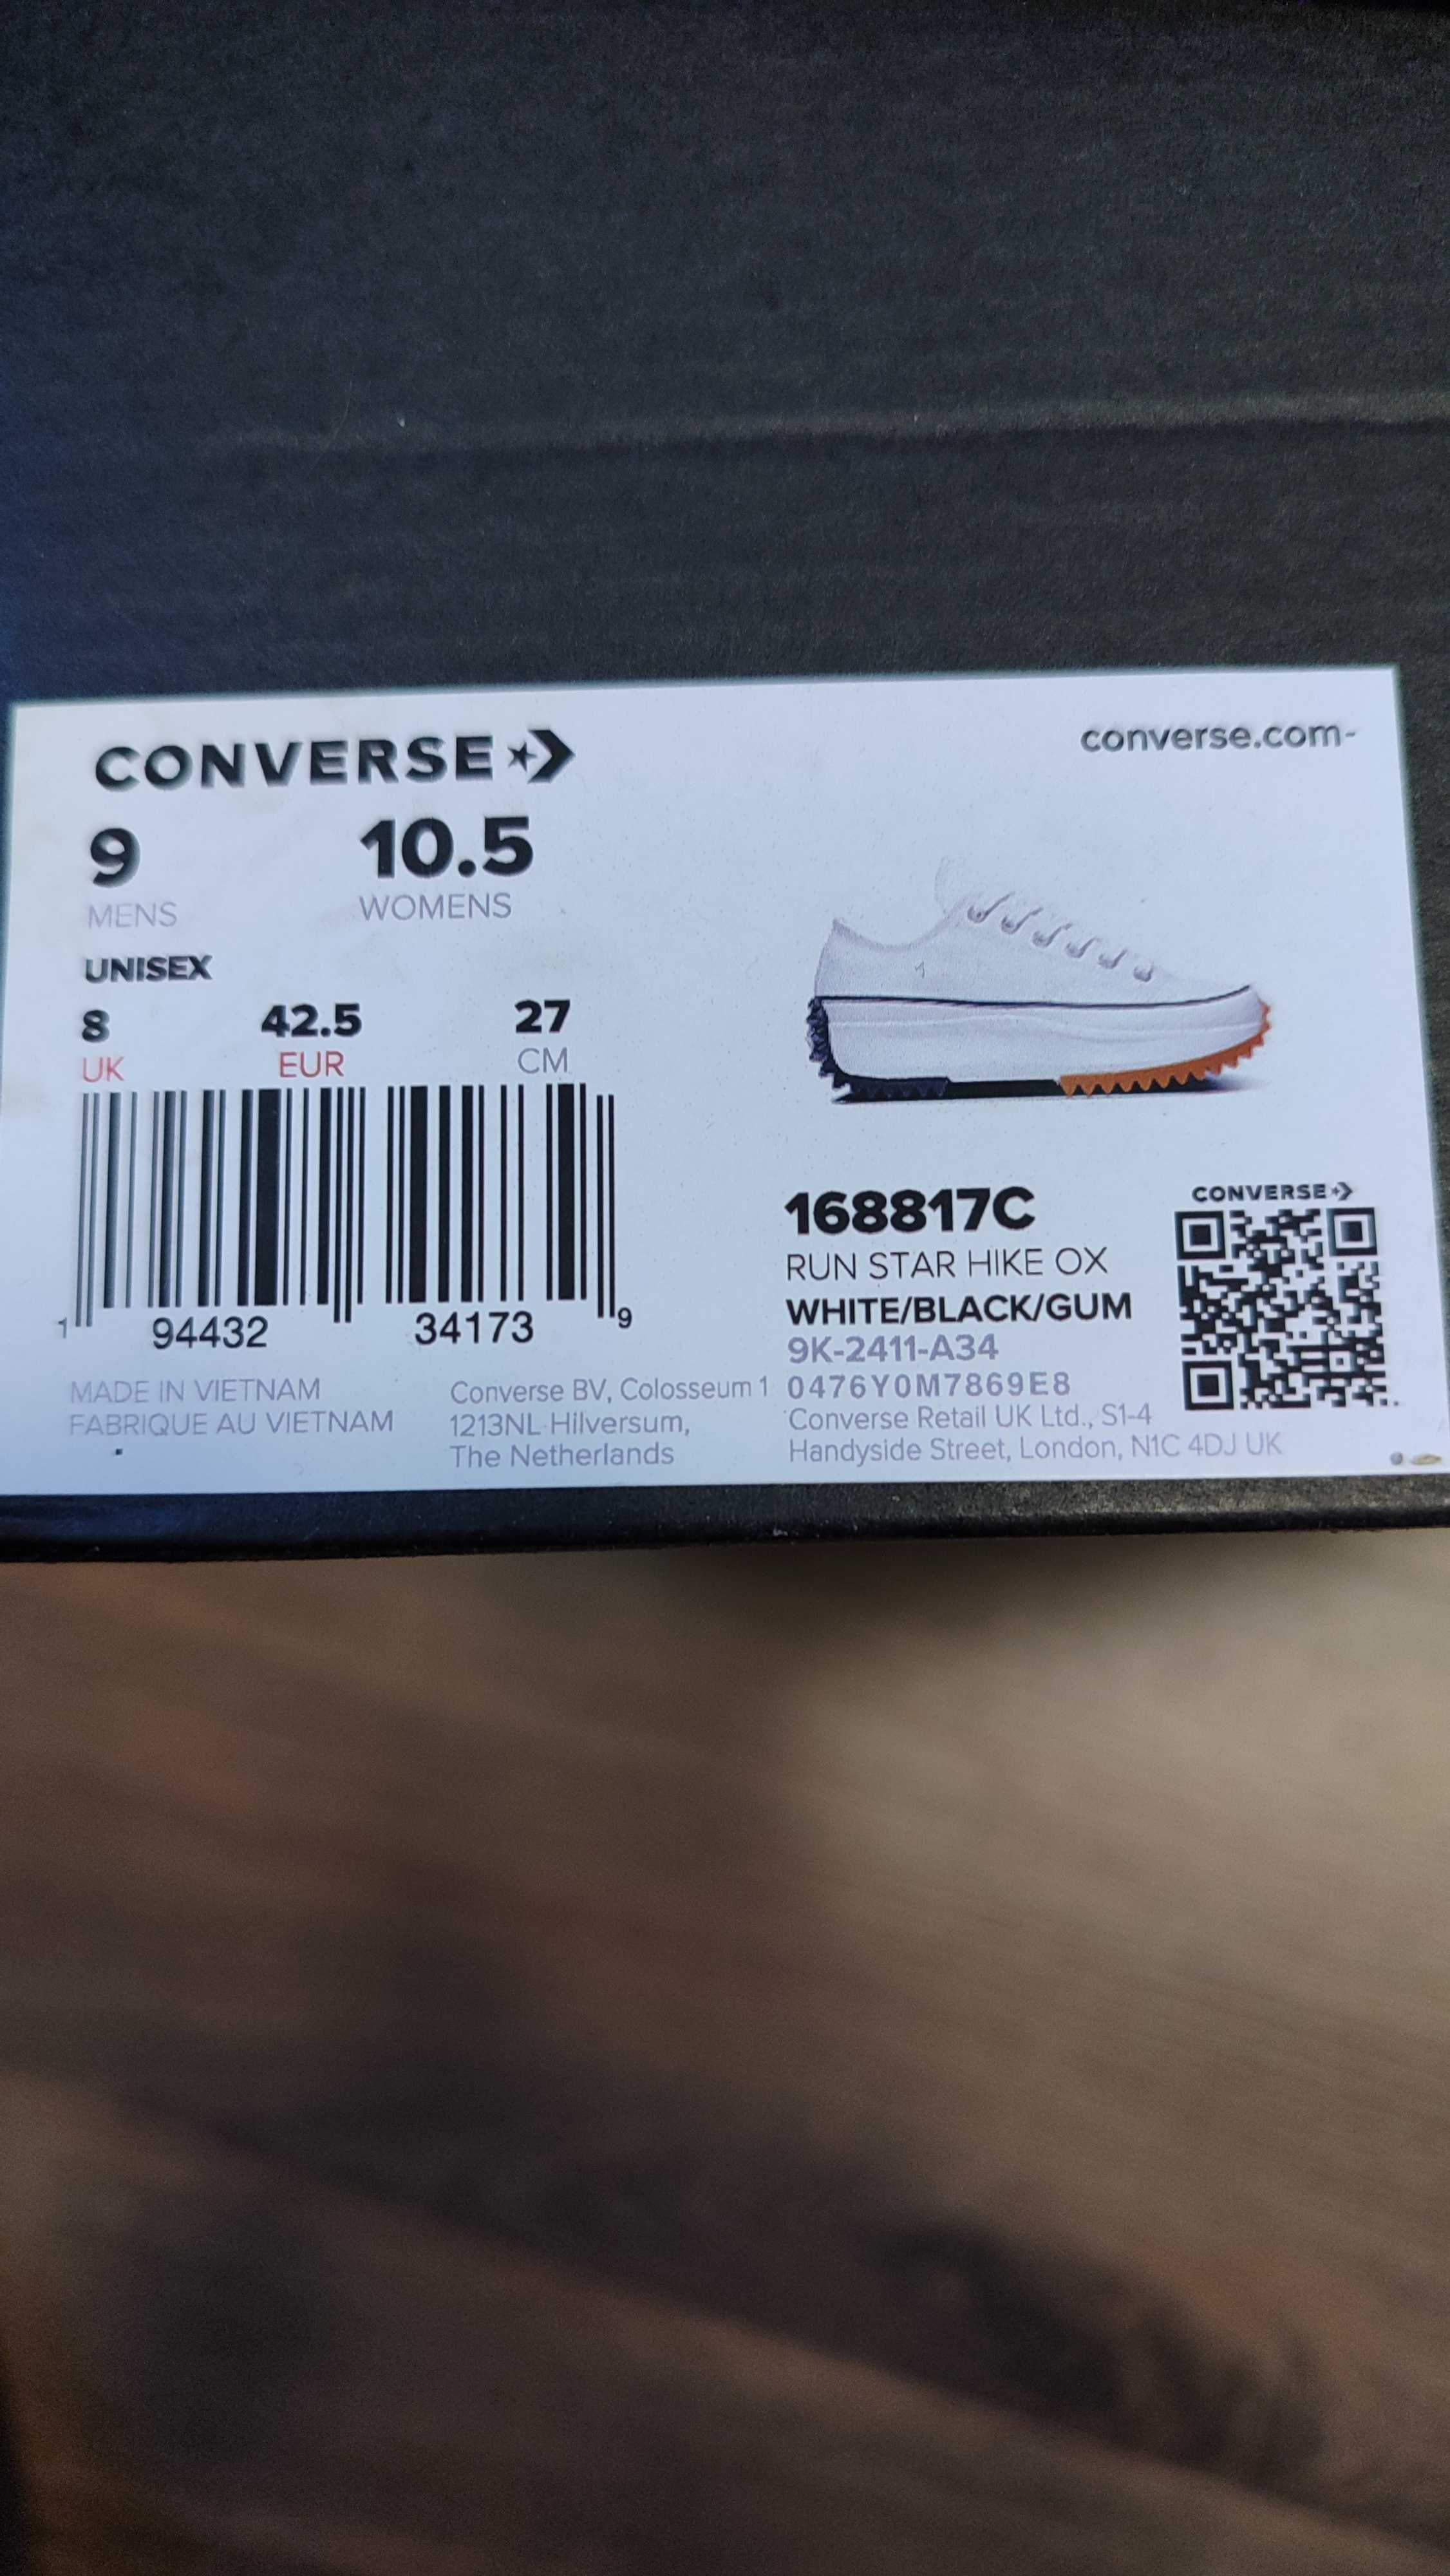 CONVERSE
converse.com-
9 10.5
MENS WOMENS
UNISEX
8 42.5 27
UK EUR CM
1 94432 34173 9
MADE IN VIETNAM
FABRIQUE AU VIETNAM
Converse BV, Colosseum 1
1213NL Hilversum,
The Netherlands
168817C
RUN STAR HIKE OX
WHITE/BLACK/GUM
9K-2411-A34
0476Y0M7869E8
Converse Retail UK Ltd., S1-4
Handyside Street, London, N1C 4DJ UK
CONVERSE